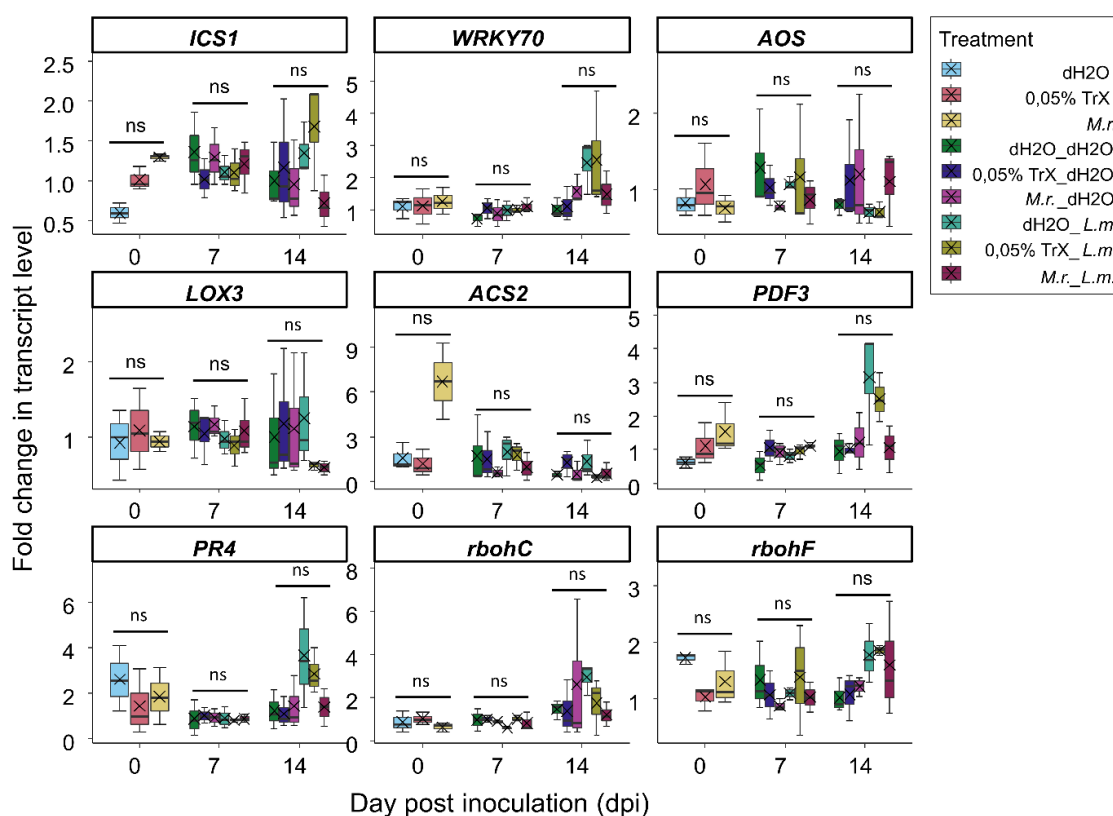 ICS1
WRKY70
AOS
2.5
2.0
1.5
1.0
0.5
ns
ns
ns
0
7
14
5
4
3
2
1
0
ns
ns
ns
0
7
14
2
1
ns
ns
ns
0
7
14
Treatment
dH2O
0,05% TrX
M.r
dH2O_dH2O
0,05% TrX_dH2O
M.r._dH2O
dH2O_L.m
0,05% TrX_L.m
M.r._L.m.
Fold change in transcript level
LOX3
ACS2
PDF3
2
1
0
ns
ns
ns
0
7
14
9
6
3
0
ns
ns
ns
0
7
14
5
4
3
2
1
0
ns
ns
ns
0
7
14
PR4
rbohC
rbohF
6
4
2
0
ns
ns
ns
0
7
14
8
6
4
2
0
ns
ns
ns
0
7
14
3
2
1
0
ns
ns
ns
0
7
14
Day post inoculation (dpi)